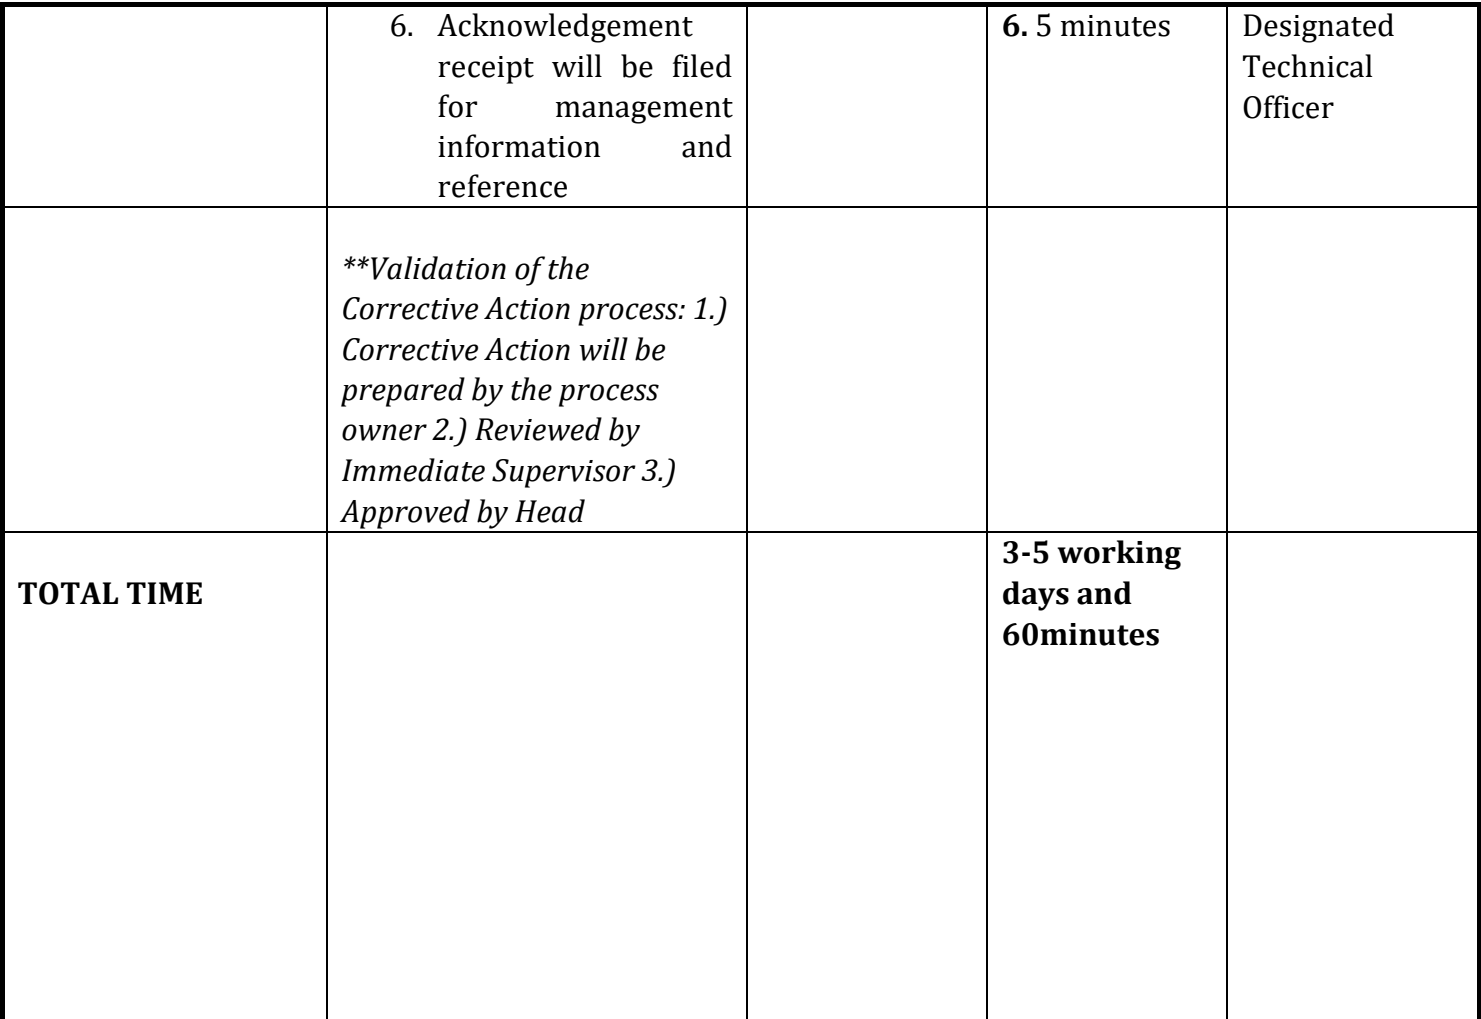 6. Acknowledgement
receipt will be filed
for management
information and
reference
6. 5 minutes
Designated
Technical
Officer
**Validation of the
Corrective Action process: 1.)
Corrective Action will be
prepared by the process
owner 2.) Reviewed by
Immediate Supervisor 3.)
Approved by Head
TOTAL TIME
3-5 working
days and
60minutes